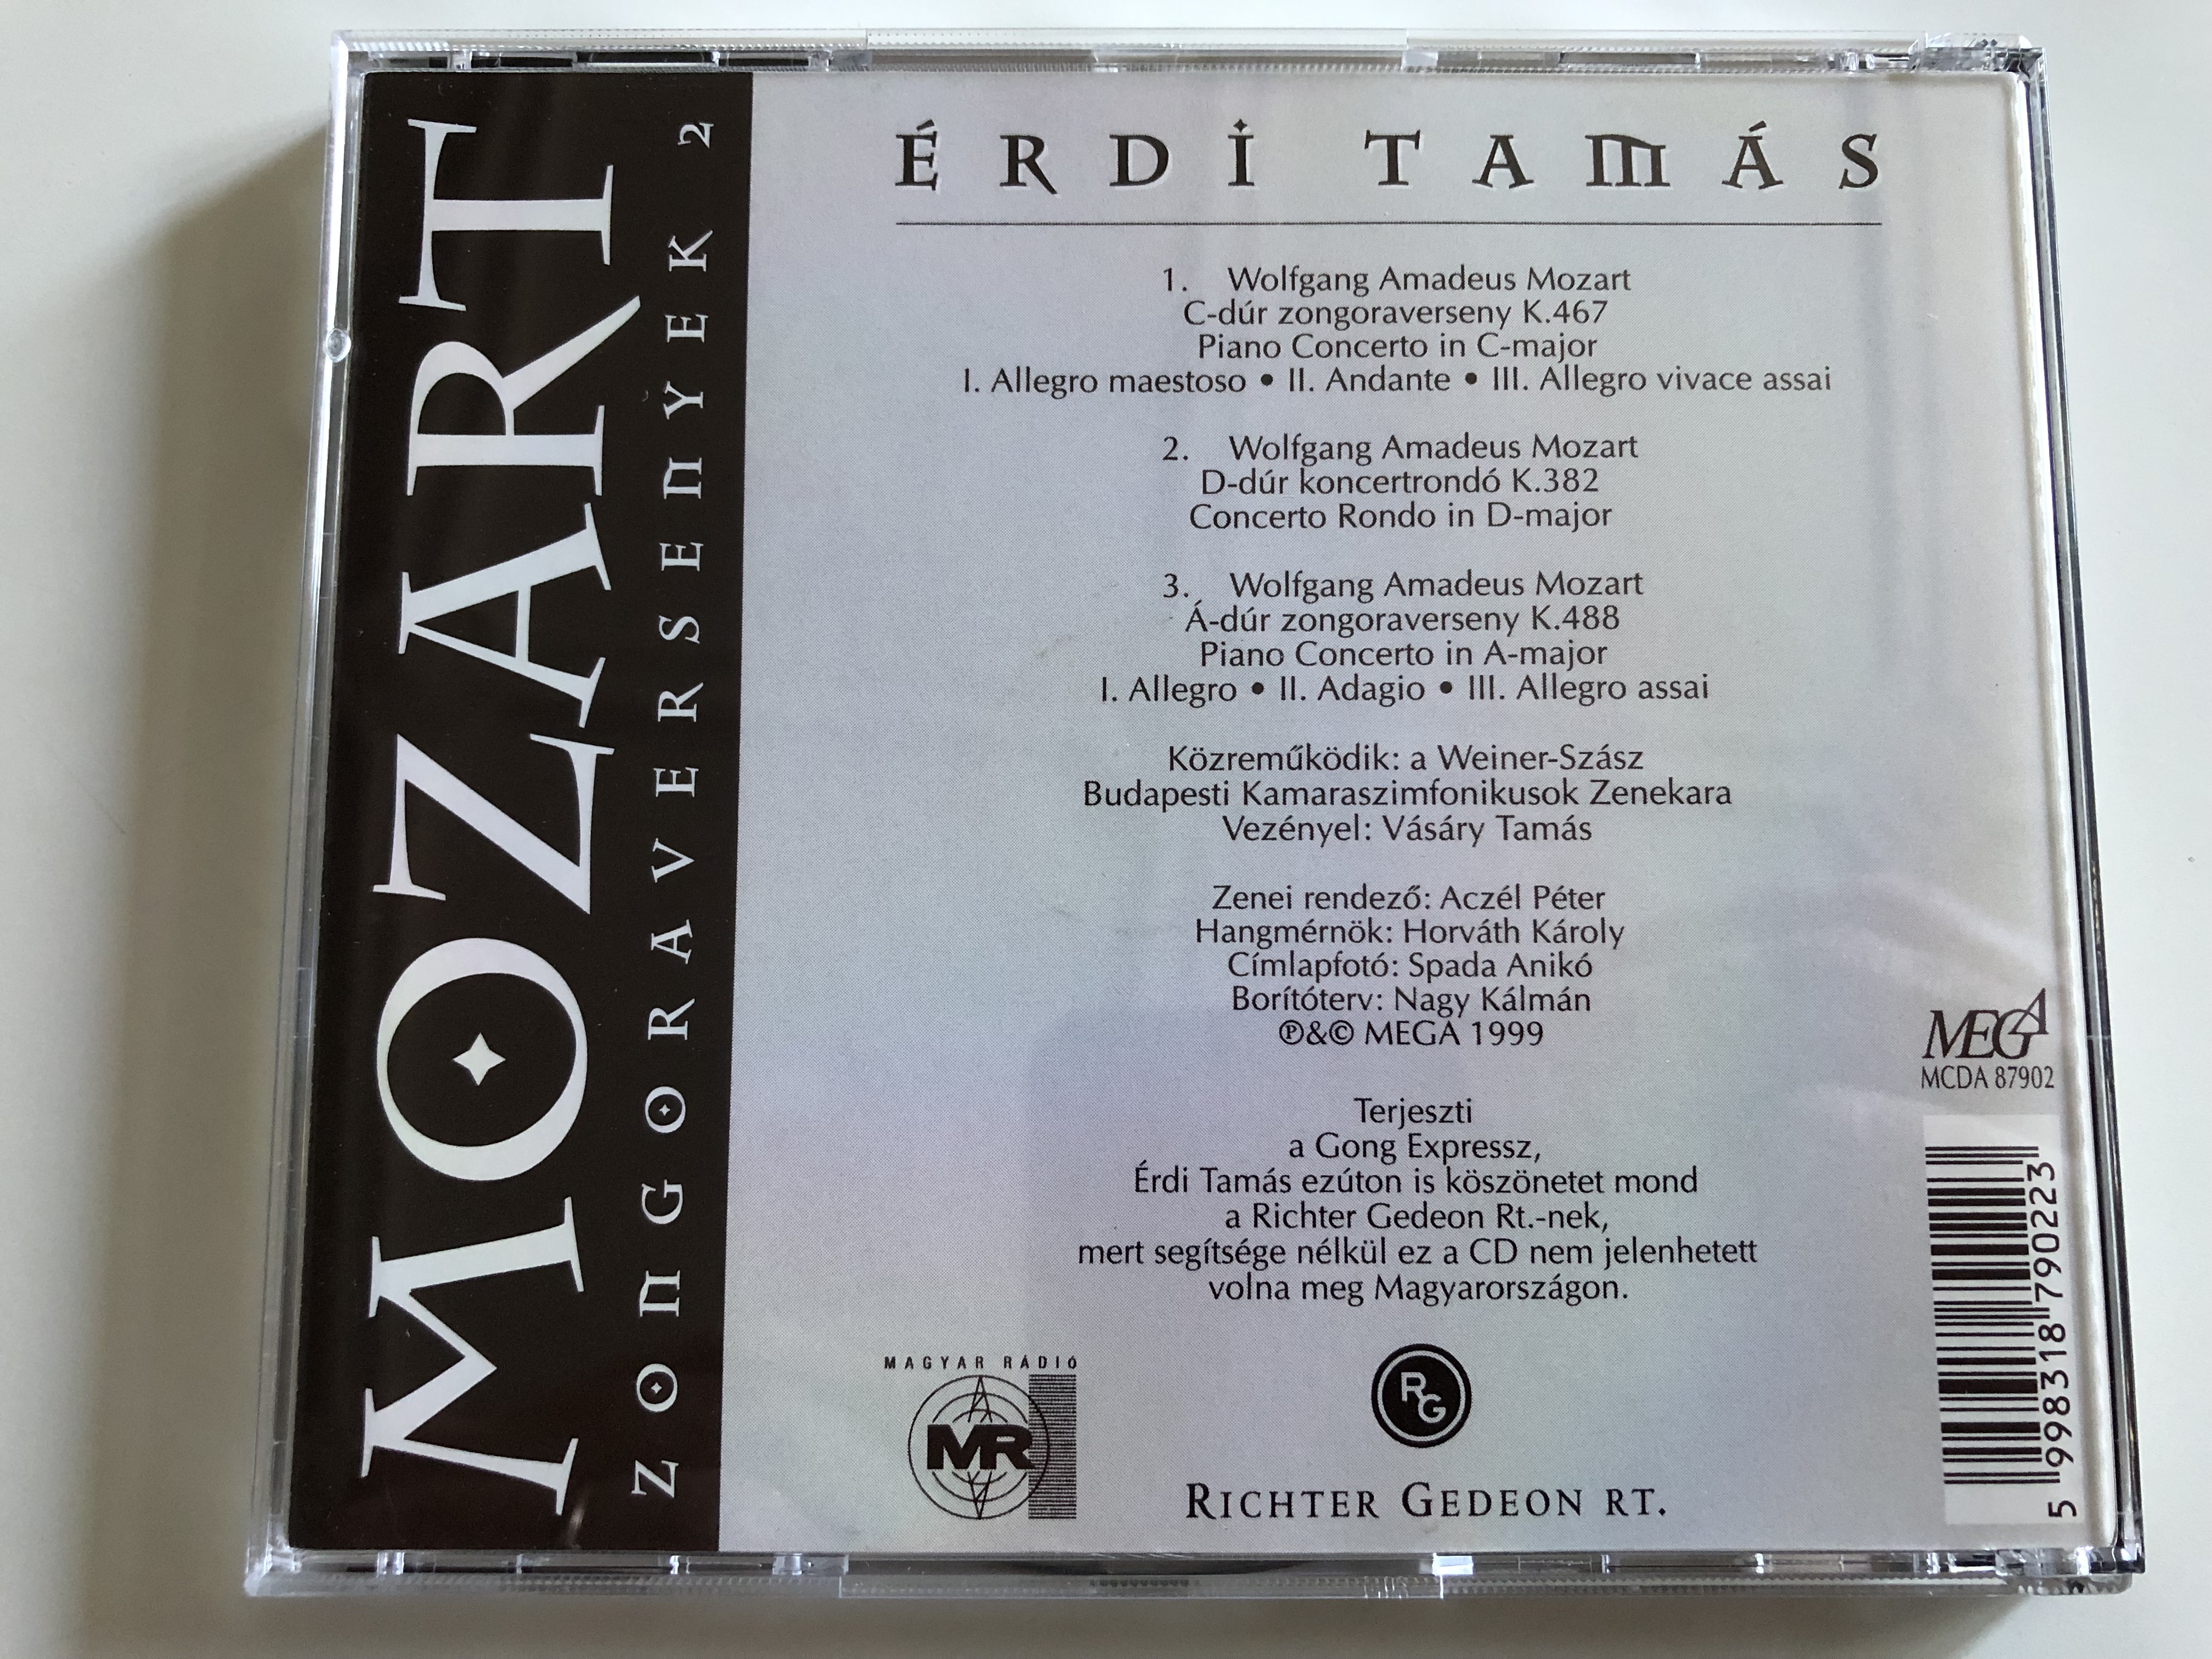 MOZART
ZONGORAVERSENYEK 2
ÉRDI TAMÁS
1. Wolfgang Amadeus Mozart
C-dúr zongoraverseny K.467
Piano Concerto in C-major
I. Allegro maestoso • II. Andante • III. Allegro vivace assai
2. Wolfgang Amadeus Mozart
D-dúr koncertrondó K.382
Concerto Rondo in D-major
3. Wolfgang Amadeus Mozart
Á-dúr zongoraverseny K.488
Piano Concerto in A-major
I. Allegro • II. Adagio • III. Allegro assai
Közreműködik: a Weiner-Szász
Budapesti Kamaraszimfonikusok Zenekara
Vezényel: Vásáry Tamás
Zenei rendező: Aczél Péter
Hangmérnök: Horváth Károly
Címlapfotó: Spada Anikó
Borítóterv: Nagy Kálmán
℗&© MEGA 1999
Terjeszti
a Gong Expressz,
Érdi Tamás ezúton is köszönetet mond
a Richter Gedeon Rt.-nek,
mert segítsége nélkül ez a CD nem jelenhetett
volna meg Magyarországon.
MAGYAR RÁDIÓ
MR
RG
RICHTER GEDEON RT.
MEGA
MCDA 87902
5 998318 790223